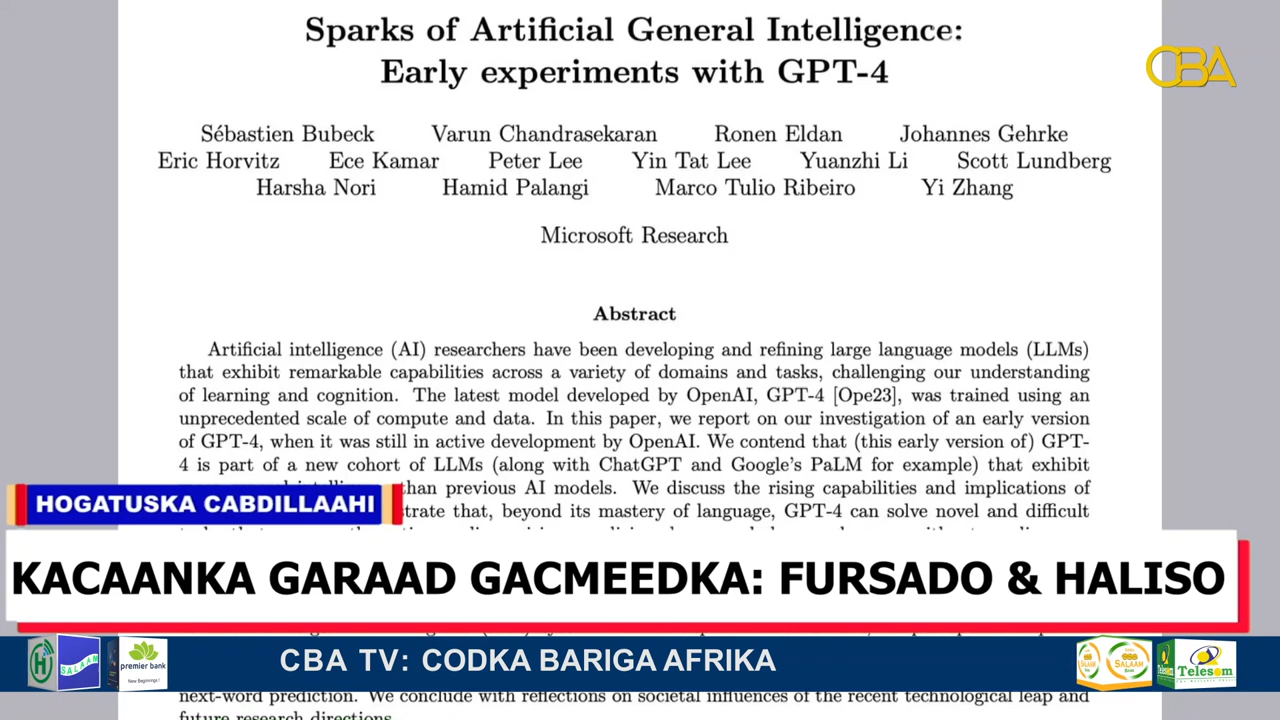 Sparks of Artificial General Intelligence:
Early experiments with GPT-4
CBA
Sébastien Bubeck Varun Chandrasekaran Ronen Eldan Johannes Gehrke
Eric Horvitz Ece Kamar Peter Lee Yin Tat Lee Yuanzhi Li Scott Lundberg
Harsha Nori Hamid Palangi Marco Tulio Ribeiro Yi Zhang
Microsoft Research
Abstract
Artificial intelligence (AI) researchers have been developing and refining large language models (LLMs)
that exhibit remarkable capabilities across a variety of domains and tasks, challenging our understanding
of learning and cognition. The latest model developed by OpenAI, GPT-4 [Ope23], was trained using an
unprecedented scale of compute and data. In this paper, we report on our investigation of an early version
of GPT-4, when it was still in active development by OpenAI. We contend that (this early version of) GPT-
4 is part of a new cohort of LLMs (along with ChatGPT and Google's PaLM for example) that exhibit
than previous AI models. We discuss the rising capabilities and implications of
HOGATUSKA CABDILLAAHI
strate that, beyond its mastery of language, GPT-4 can solve novel and difficult
KACAANKA GARAAD GACMEEDKA: FURSADO & HALISO
SALAAM
premier bank
New Beginnings!
CBA TV: CODKA BARIGA AFRIKA
SALAAM
Telesom
next-word prediction. We conclude with reflections on societal influences of the recent technological leap and
future research directions.